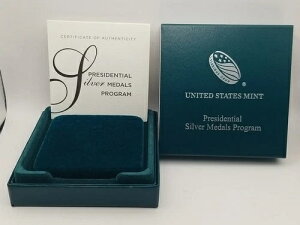 CERTIFICATE OF AUTHENTICITY
PRESIDENTIAL
Silver MEDALS
PROGRAM
UNITED STATES MINT
Presidential
Silver Medals Program